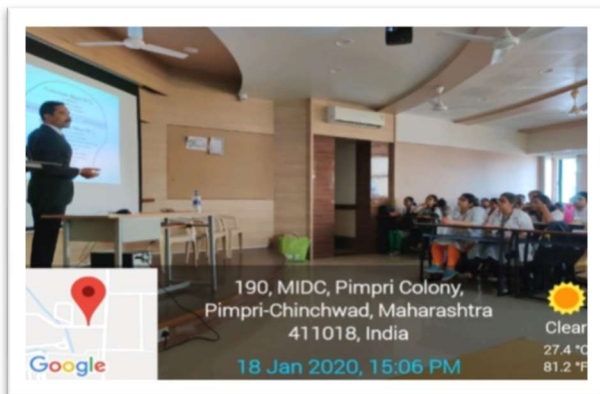 190, MIDC, Pimpri Colony,
Pimpri-Chinchwad, Maharashtra
411018, India
18 Jan 2020, 15:06 PM
Google
Clear
27.4 °C
81.2 °F